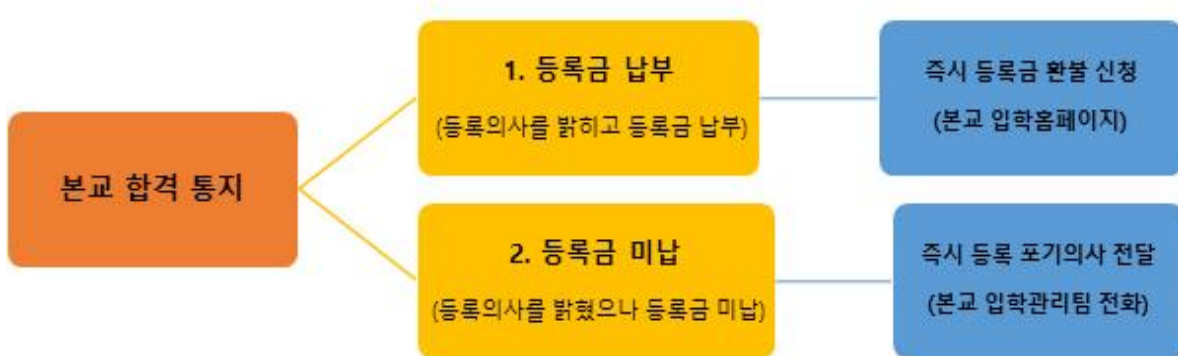 본교 합격 통지
1. 등록금 납부
(등록의사를 밝히고 등록금 납부)
즉시 등록금 환불 신청
(본교 입학홈페이지)
2. 등록금 미납
(등록의사를 밝혔으나 등록금 미납)
즉시 등록 포기의사 전달
(본교 입학관리팀 전화)